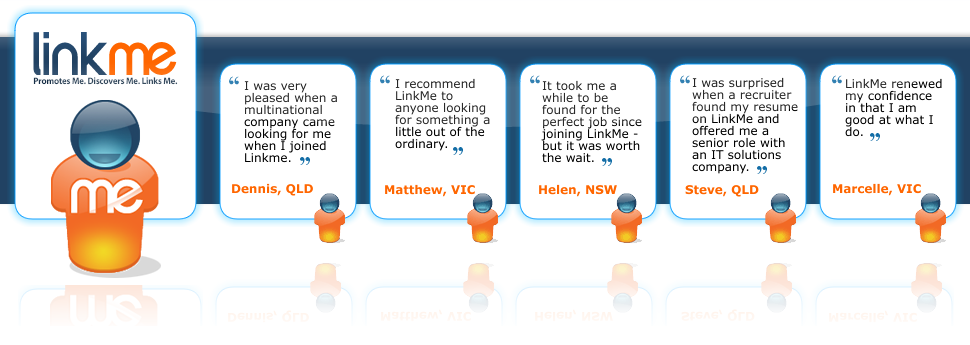 linkme
Promotes Me. Discovers Me. Links Me.
me
“ I was very
pleased when a
multinational
company came
looking for me
when I joined
Linkme. ”
Dennis, QLD
“ I recommend
LinkMe to
anyone looking
for something a
little out of the
ordinary. ”
Matthew, VIC
“ It took me a
while to be
found for the
perfect job since
joining LinkMe -
but it was worth
the wait. ”
Helen, NSW
“ I was surprised
when a recruiter
found my resume
on LinkMe and
offered me a
senior role with
an IT solutions
company. ”
Steve, QLD
“ LinkMe renewed
my confidence
in that I am
good at what I
do. ”
Marcelle, VIC